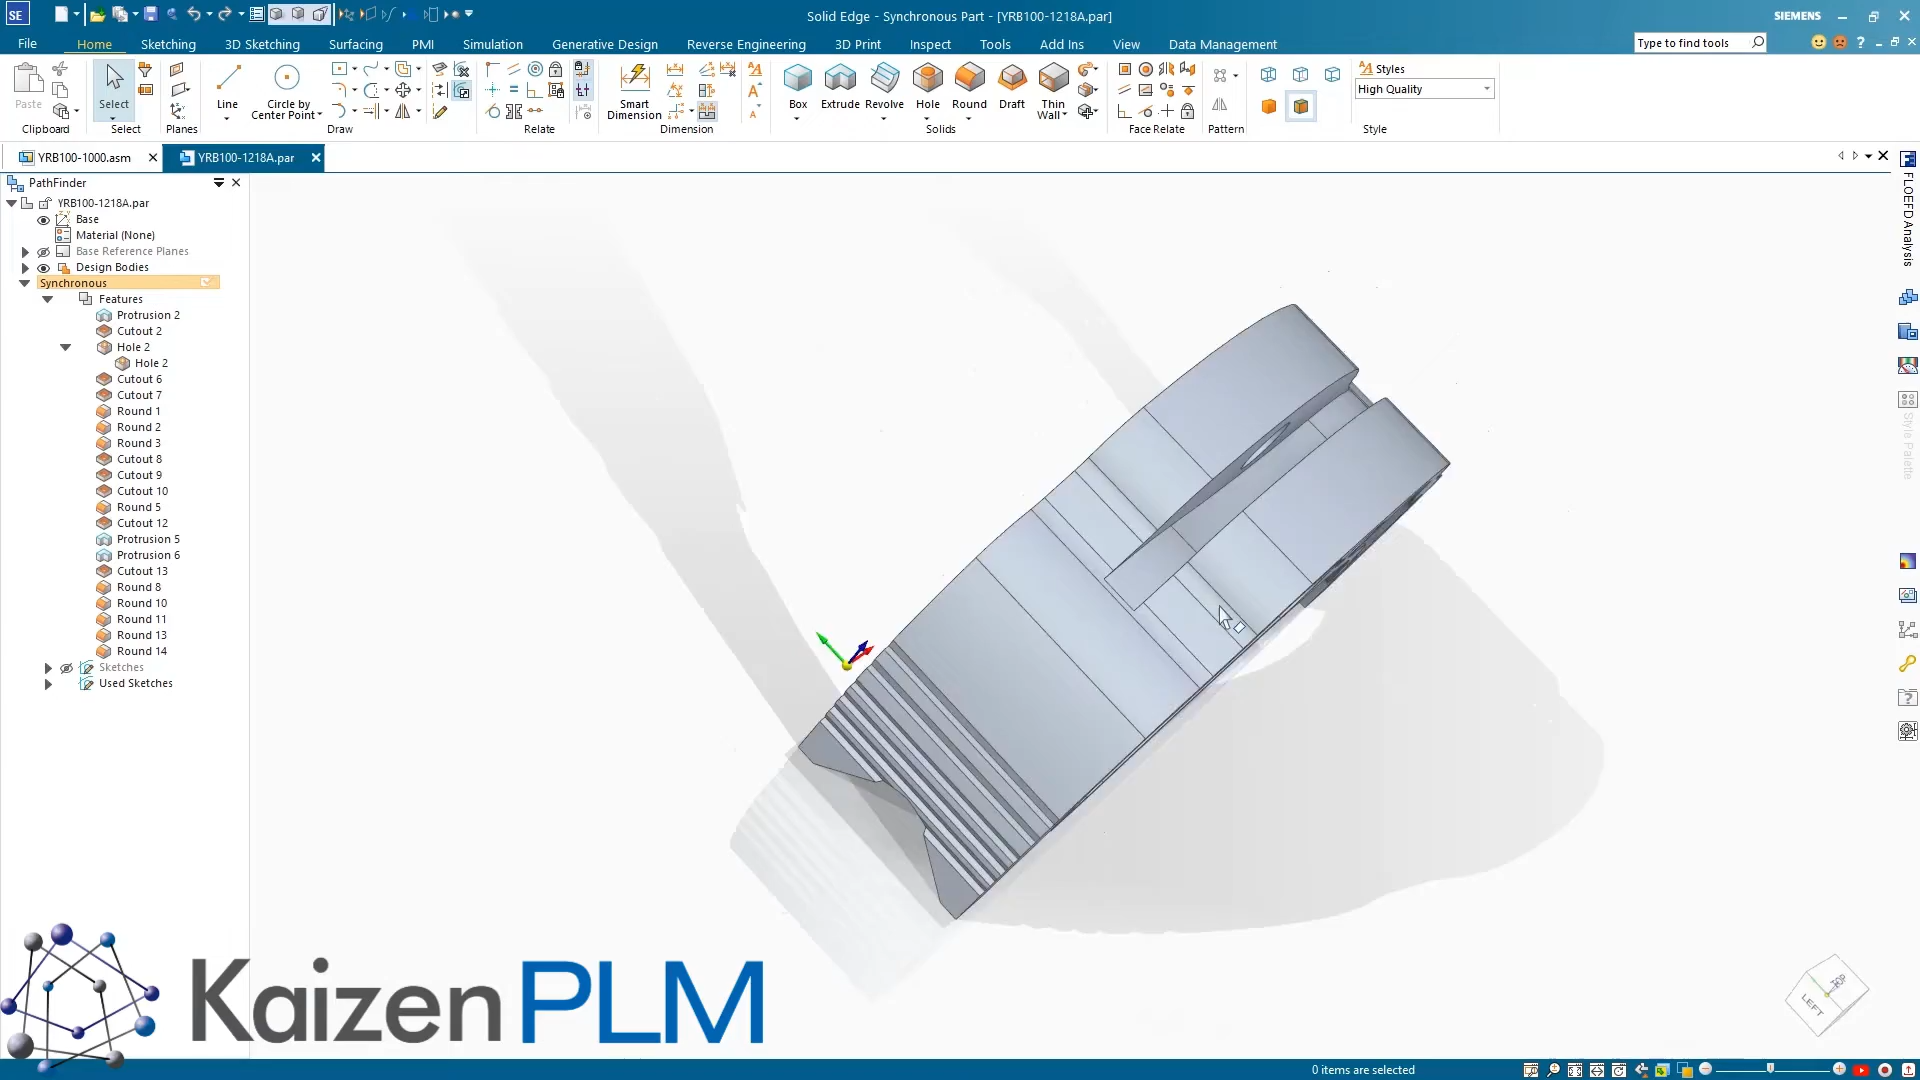 SE
Solid Edge - Synchronous Part - [YRB100-1218A.par]
SIEMENS
File
Home
Sketching
3D Sketching
Surfacing
PMI
Simulation
Generative Design
Reverse Engineering
3D Print
Inspect
Tools
Add Ins
View
Data Management
Type to find tools
Paste
Select
Line
Circle by
Center Point
Smart
Dimension
Box
Extrude
Revolve
Hole
Round
Draft
Thin
Wall
Styles
High Quality
Clipboard
Select
Planes
Draw
Relate
Dimension
Solids
Face Relate
Pattern
Style
YRB100-1000.asm
YRB100-1218A.par
PathFinder
YRB100-1218A.par
Base
Material (None)
Base Reference Planes
Design Bodies
Synchronous
Features
Protrusion 2
Cutout 2
Hole 2
Hole 2
Cutout 6
Cutout 7
Round 1
Round 2
Round 3
Cutout 8
Cutout 9
Cutout 10
Round 5
Cutout 12
Protrusion 5
Protrusion 6
Cutout 13
Round 8
Round 10
Round 11
Round 13
Round 14
Sketches
Used Sketches
FLOEFD Analysis
Style Palette
TOP
LEFT
KaizenPLM
0 items are selected